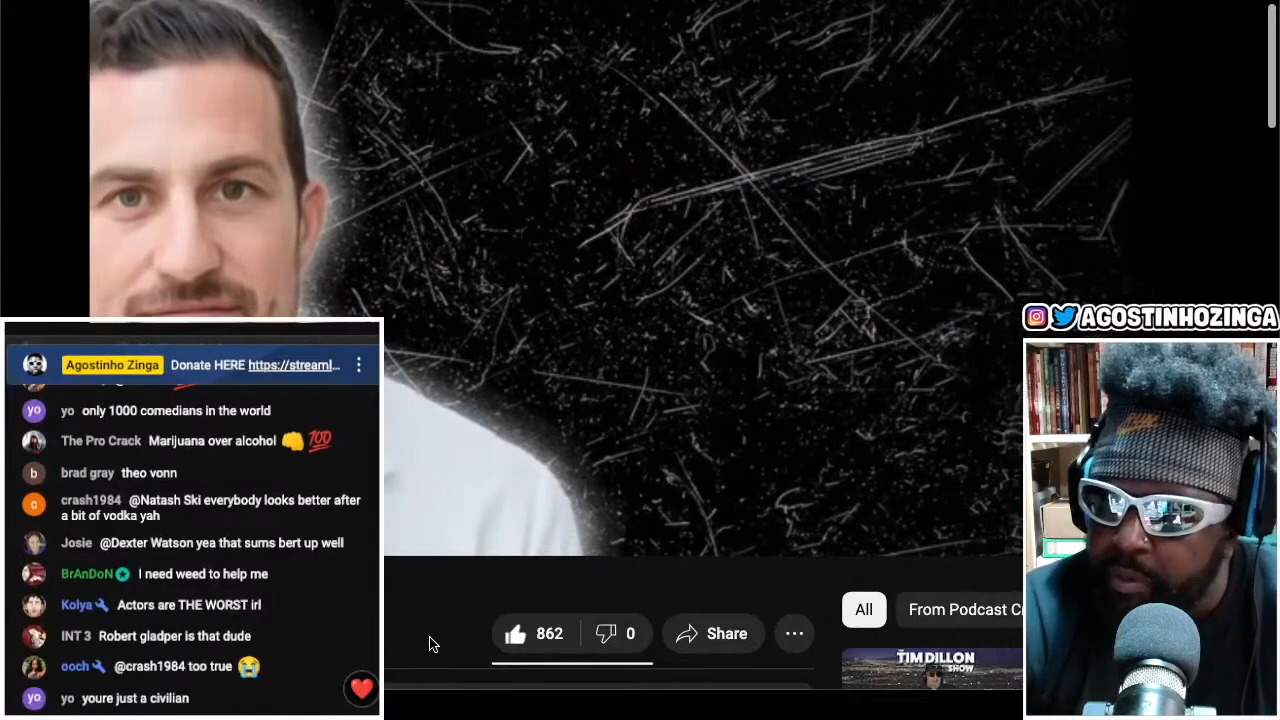 AGOSTINHOZINGA
Agostinho Zinga Donate HERE https://streaml...
yo only 1000 comedians in the world
The Pro Crack Marijuana over alcohol 👊 💯
brad gray theo vonn
crash1984 @Natash Ski everybody looks better after
a bit of vodka yah
Josie @Dexter Watson yea that sums bert up well
BrAnDoN I need weed to help me
Kolya Actors are THE WORST irl
INT 3 Robert gladper is that dude
ooch @crash1984 too true 😭
yo youre just a civilian
862
0
Share
All
From Podcast
TIM DILLON
SHOW